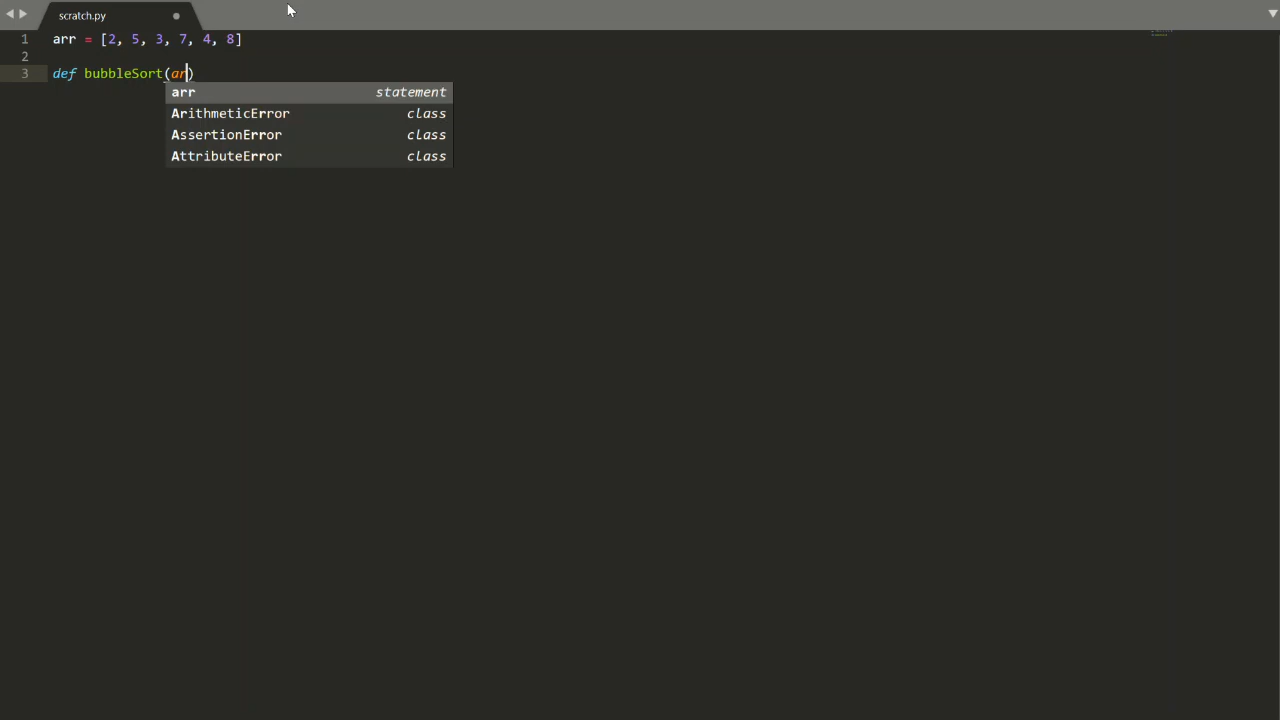 scratch.py
1 arr = [2, 5, 3, 7, 4, 8]
2
3 def bubbleSort(ar)
arr statement
ArithmeticError class
AssertionError class
AttributeError class